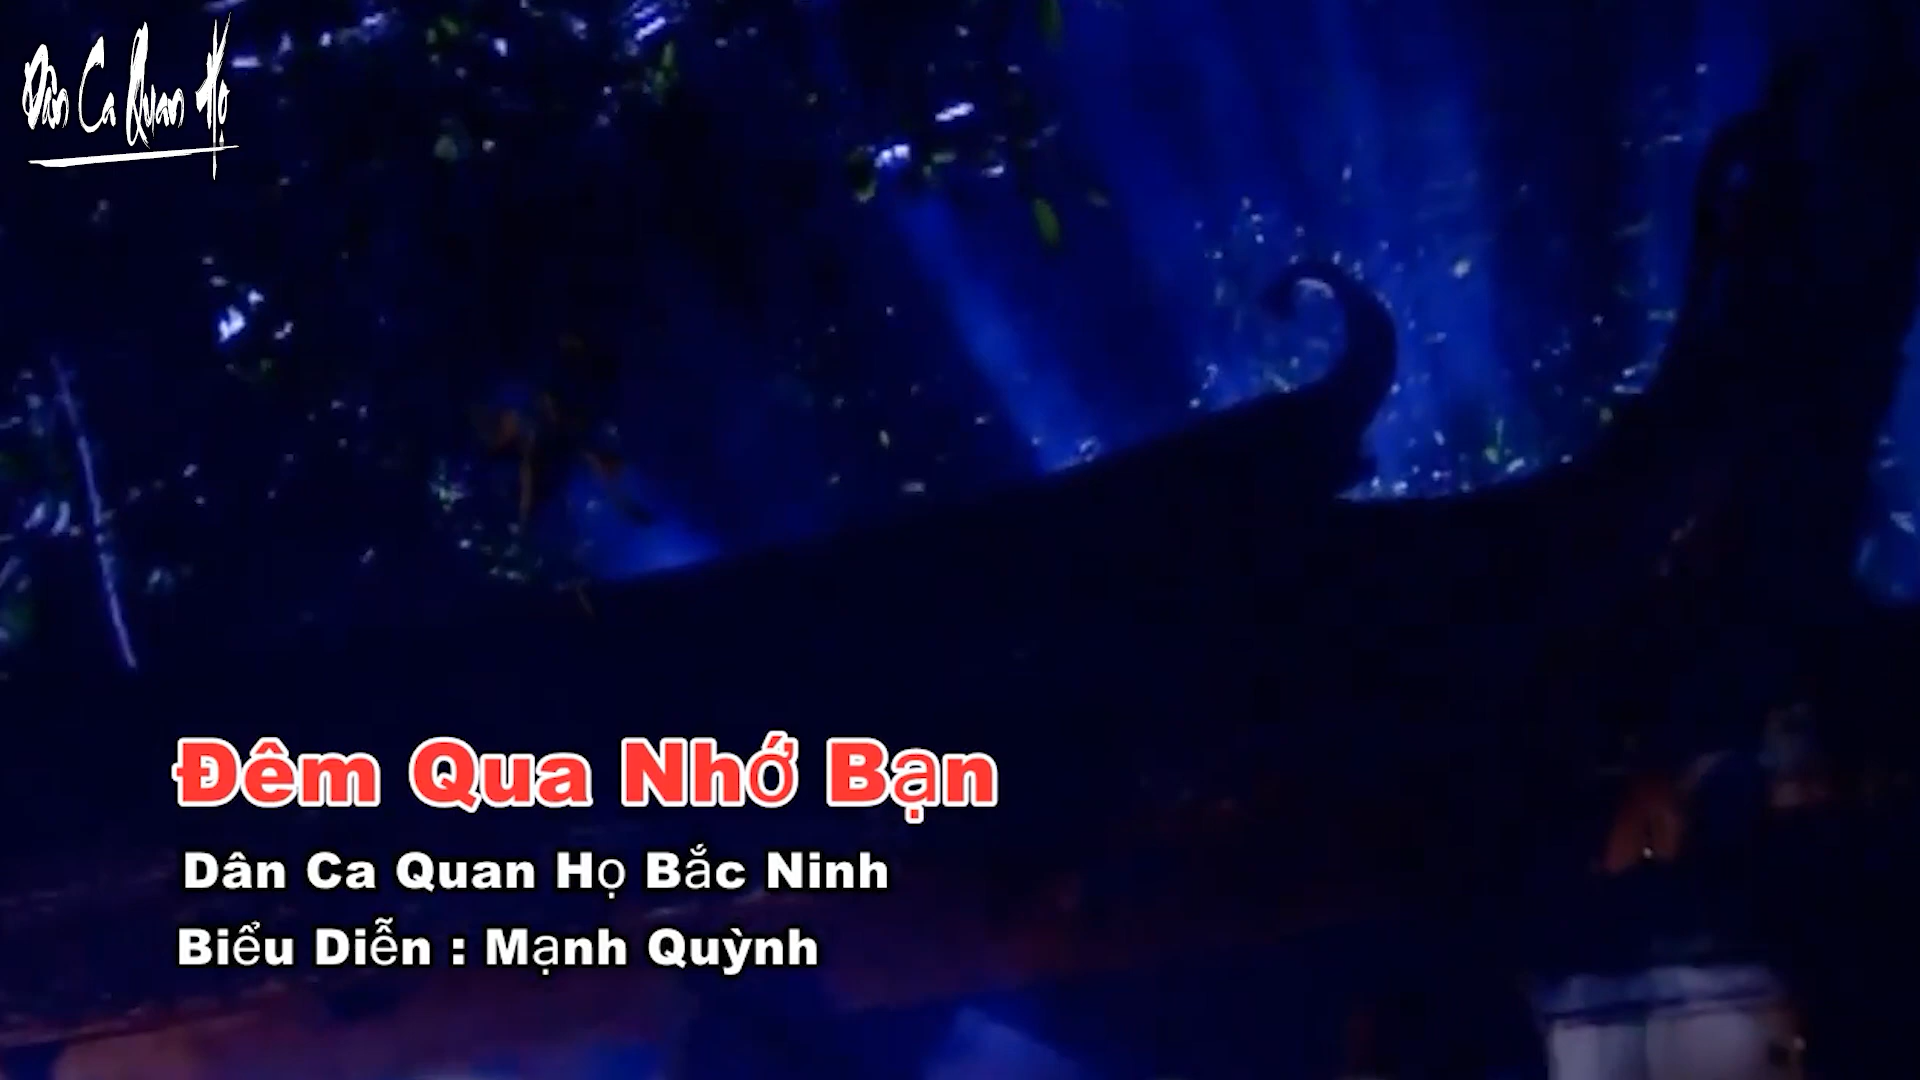 Dân Ca Quan Họ
Đêm Qua Nhớ Bạn
Dân Ca Quan Họ Bắc Ninh
Biểu Diễn : Mạnh Quỳnh